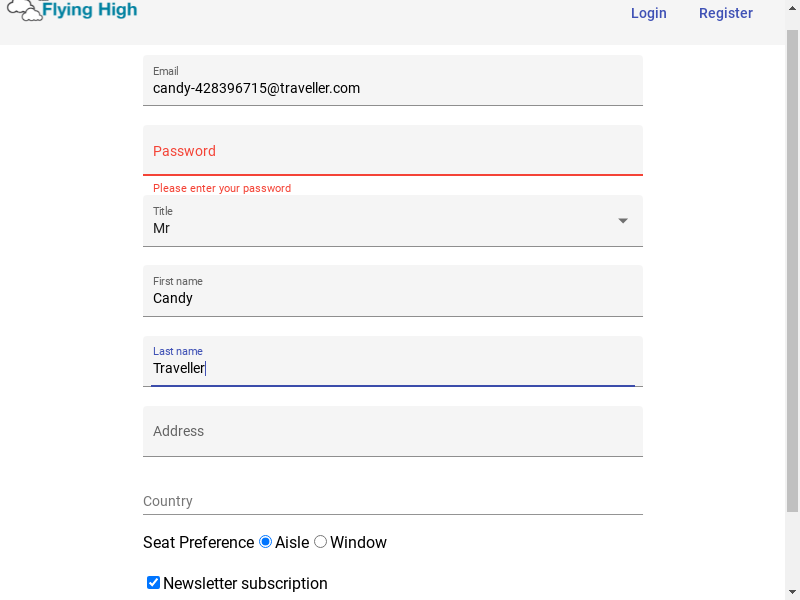 Flying High
Login Register
Email
candy-428396715@traveller.com
Password
Please enter your password
Title
Mr
First name
Candy
Last name
Traveller
Address
Country
Seat Preference Aisle Window
Newsletter subscription